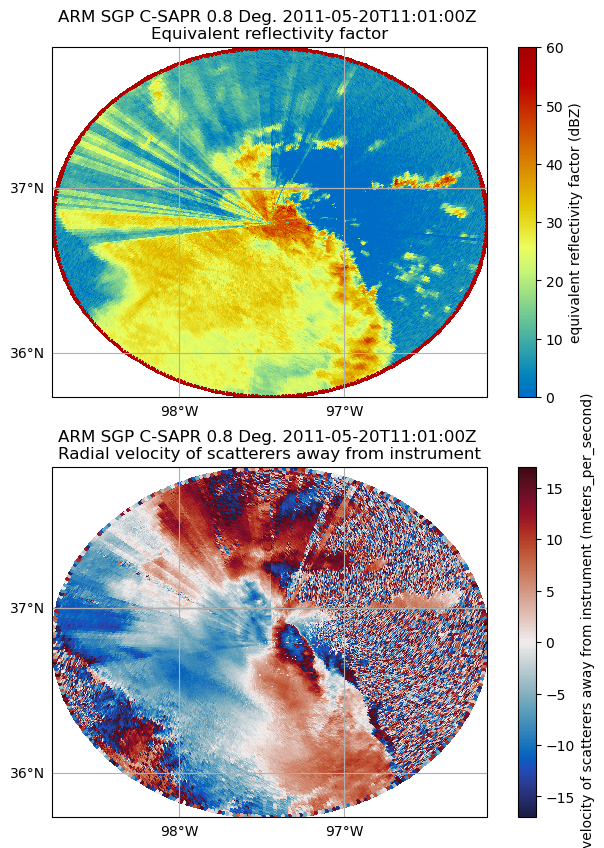 ARM SGP C-SAPR 0.8 Deg. 2011-05-20T11:01:00Z
Equivalent reflectivity factor
37°N
36°N
98°W
97°W
60
50
40
30
20
10
0
equivalent reflectivity factor (dBZ)
ARM SGP C-SAPR 0.8 Deg. 2011-05-20T11:01:00Z
Radial velocity of scatterers away from instrument
37°N
36°N
98°W
97°W
15
10
5
0
−5
−10
−15
velocity of scatterers away from instrument (meters_per_second)